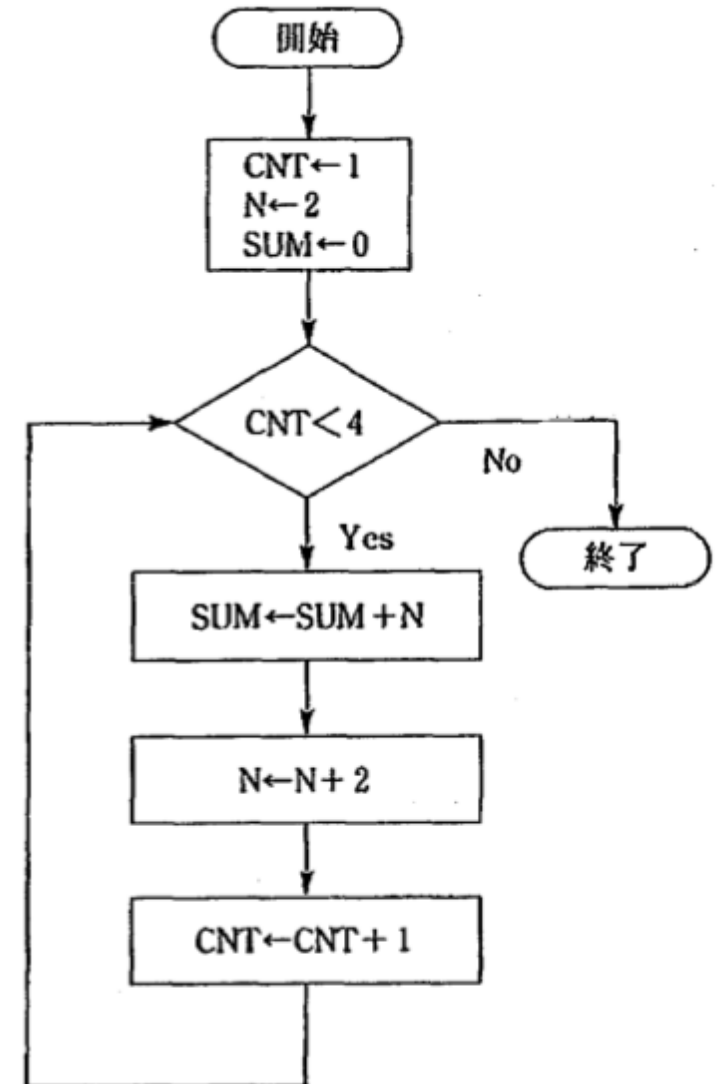 開始
CNT←1
N←2
SUM←0
CNT<4
No
Yes
終了
SUM←SUM+N
N←N+2
CNT←CNT+1